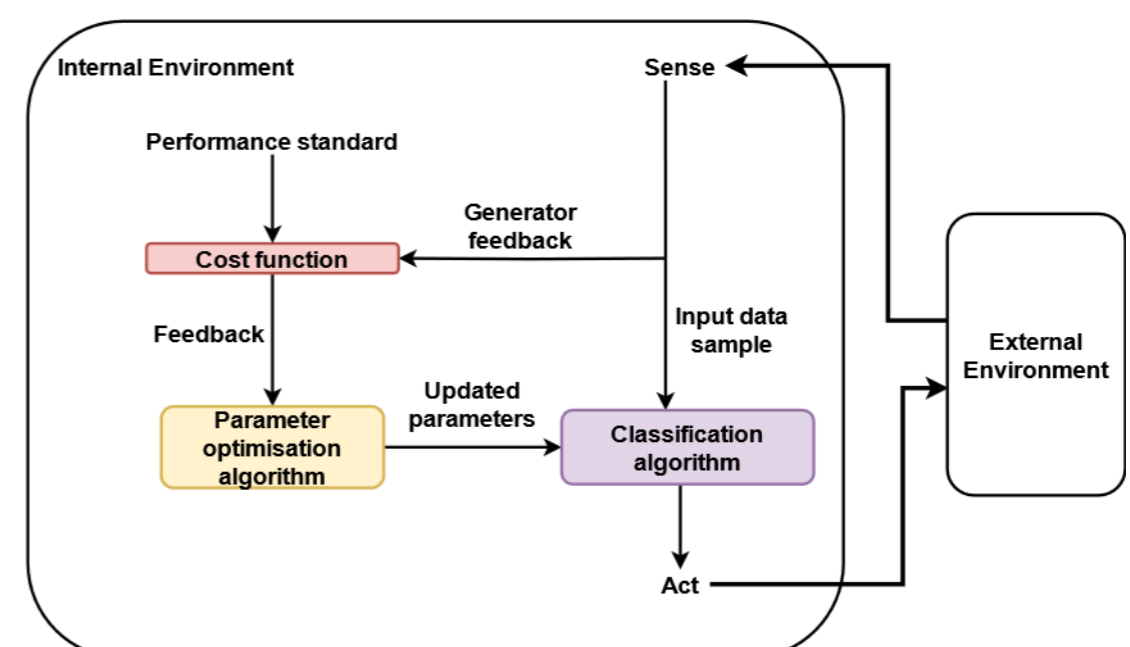 Internal Environment
Sense
Performance standard
Generator
feedback
Cost function
Input data
sample
Feedback
External
Environment
Updated
parameters
Parameter
optimisation
algorithm
Classification
algorithm
Act